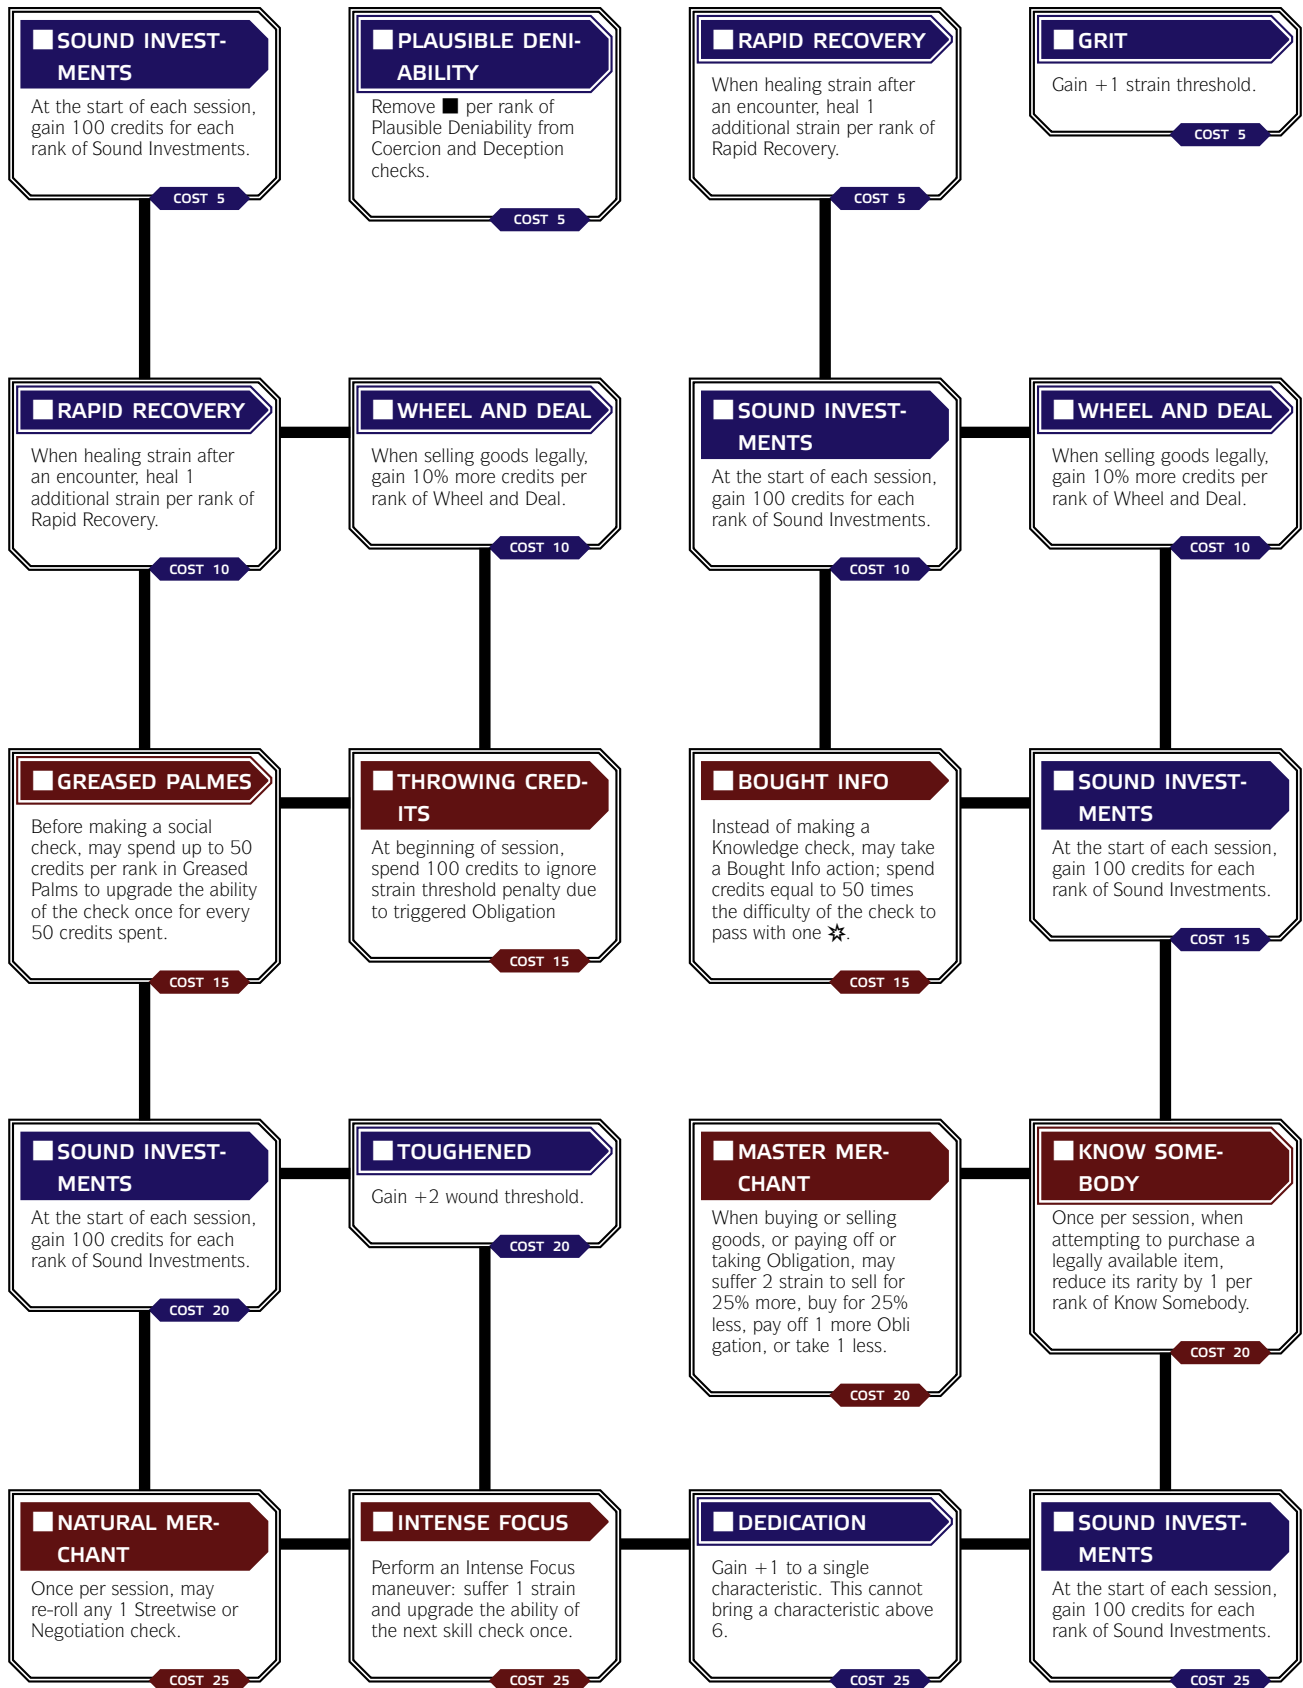 SOUND INVEST-
MENTS
At the start of each session,
gain 100 credits for each
rank of Sound Investments.
COST 5
PLAUSIBLE DENI-
ABILITY
Remove ■ per rank of
Plausible Deniability from
Coercion and Deception
checks.
COST 5
RAPID RECOVERY
When healing strain after
an encounter, heal 1
additional strain per rank of
Rapid Recovery.
COST 5
GRIT
Gain +1 strain threshold.
COST 5
RAPID RECOVERY
When healing strain after
an encounter, heal 1
additional strain per rank of
Rapid Recovery.
COST 10
WHEEL AND DEAL
When selling goods legally,
gain 10% more credits per
rank of Wheel and Deal.
COST 10
SOUND INVEST-
MENTS
At the start of each session,
gain 100 credits for each
rank of Sound Investments.
COST 10
WHEEL AND DEAL
When selling goods legally,
gain 10% more credits per
rank of Wheel and Deal.
COST 10
GREASED PALMES
Before making a social
check, may spend up to 50
credits per rank in Greased
Palms to upgrade the ability
of the check once for every
50 credits spent.
COST 15
THROWING CRED-
ITS
At beginning of session,
spend 100 credits to ignore
strain threshold penalty due
to triggered Obligation
COST 15
BOUGHT INFO
Instead of making a
Knowledge check, may take
a Bought Info action; spend
credits equal to 50 times
the difficulty of the check to
pass with one.
COST 15
SOUND INVEST-
MENTS
At the start of each session,
gain 100 credits for each
rank of Sound Investments.
COST 15
SOUND INVEST-
MENTS
At the start of each session,
gain 100 credits for each
rank of Sound Investments.
COST 20
TOUGHENED
Gain +2 wound threshold.
COST 20
MASTER MER-
CHANT
When buying or selling
goods, or paying off or
taking Obligation, may
suffer 2 strain to sell for
25% more, buy for 25%
less, pay off 1 more Obli
gation, or take 1 less.
COST 20
KNOW SOME-
BODY
Once per session, when
attempting to purchase a
legally available item,
reduce its rarity by 1 per
rank of Know Somebody.
COST 20
NATURAL MER-
CHANT
Once per session, may
re-roll any 1 Streetwise or
Negotiation check.
COST 25
INTENSE FOCUS
Perform an Intense Focus
maneuver: suffer 1 strain
and upgrade the ability of
the next skill check once.
COST 25
DEDICATION
Gain +1 to a single
characteristic. This cannot
bring a characteristic above
6.
COST 25
SOUND INVEST-
MENTS
At the start of each session,
gain 100 credits for each
rank of Sound Investments.
COST 25